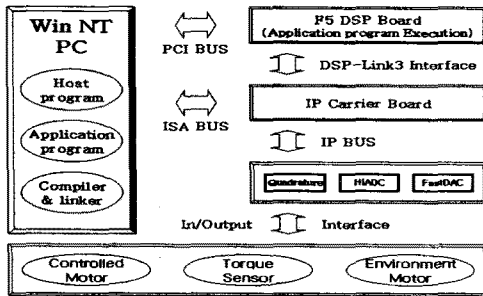 Win NT
PC
Host
program
Application
program
Compiler
& linker
PCI BUS
ISA BUS
F5 DSP Board
(Application program Execution)
DSP-Link3 Interface
IP Carrier Board
IP BUS
Quadrature
HiADC
FastDAC
In/Output
Interface
Controlled
Motor
Torque
Sensor
Environment
Motor